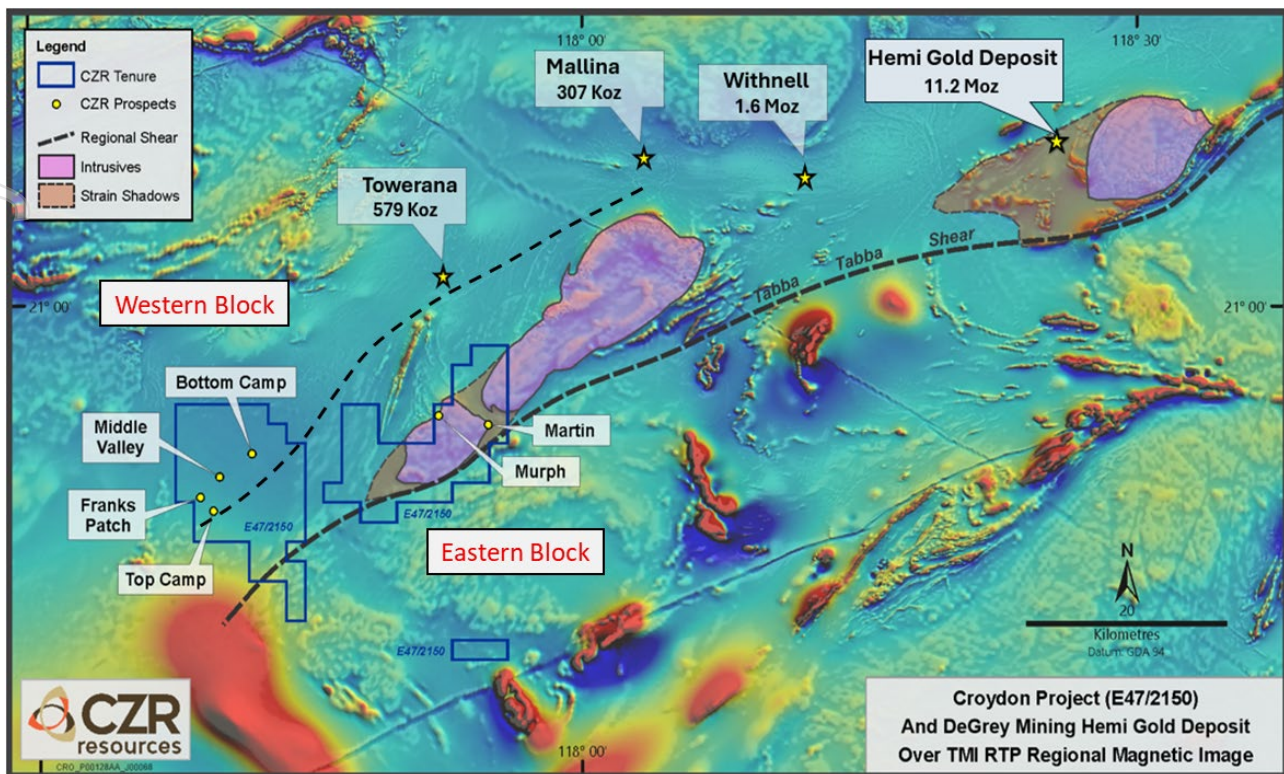 Legend
CZR Tenure
CZR Prospects
Regional Shear
Intrusives
Strain Shadows
118° 00'
118° 30'
Mallina
307 Koz
Withnell
1.6 Moz
Hemi Gold Deposit
11.2 Moz
Towerana
579 Koz
Tabba Tabba Shear
Western Block
21° 00'
21° 00'
Bottom Camp
Middle
Valley
Franks
Patch
Top Camp
E47/2150
E47/2150
Martin
Murph
Eastern Block
E47/2150
N
20
Kilometres
Datum: GDA 94
118° 00'
CZR
resources
CRO_P00128AA_J00068
Croydon Project (E47/2150)
And DeGrey Mining Hemi Gold Deposit
Over TMI RTP Regional Magnetic Image